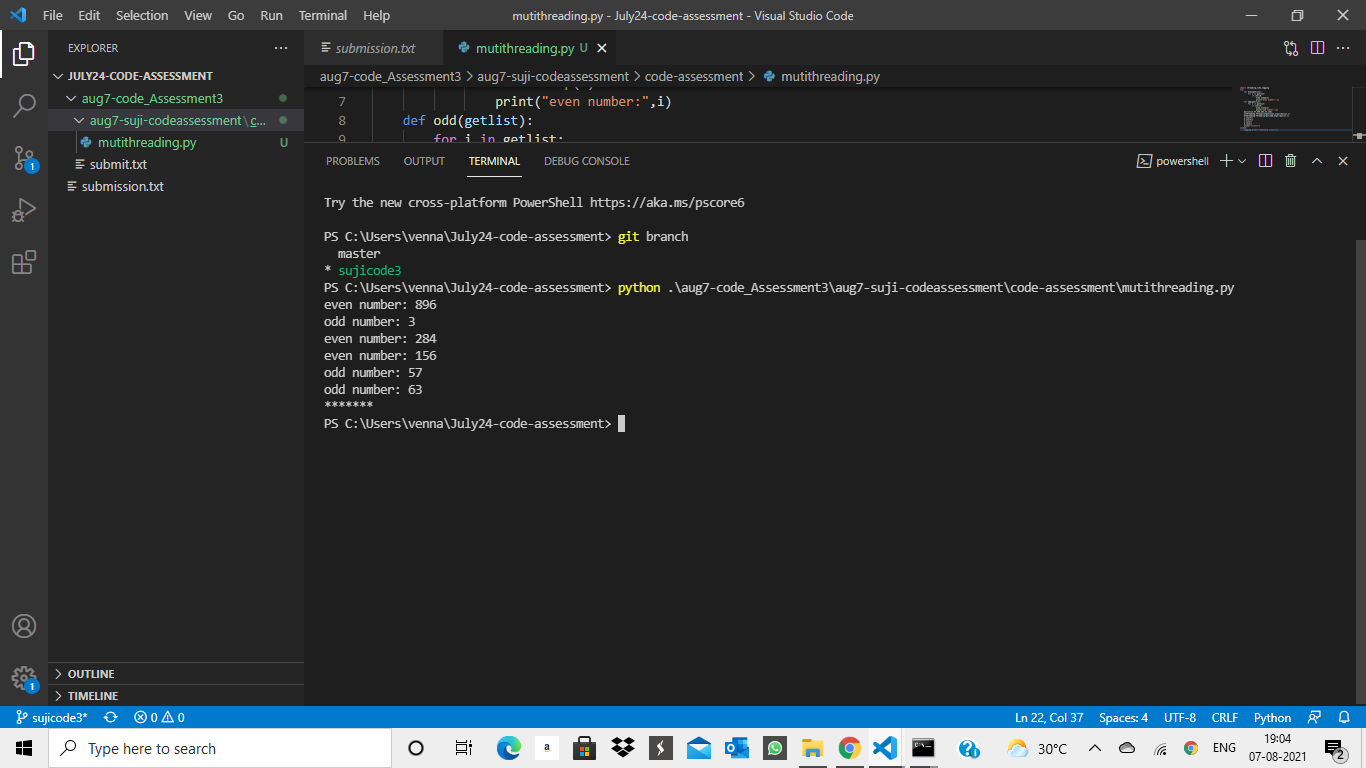 File Edit Selection View Go Run Terminal Help
mutithreading.py - July24-code-assessment - Visual Studio Code
EXPLORER
JULY24-CODE-ASSESSMENT
aug7-code_Assessment3
aug7-suji-codeassessment\c...
mutithreading.py U
submit.txt
submission.txt
OUTLINE
TIMELINE
1
1
submission.txt
mutithreading.py U
aug7-code_Assessment3 > aug7-suji-codeassessment > code-assessment > mutithreading.py
7 print("even number:",i)
8 def odd(getlist):
9 for i in getlist:
PROBLEMS OUTPUT TERMINAL DEBUG CONSOLE
powershell
Try the new cross-platform PowerShell https://aka.ms/pscore6
PS C:\Users\venna\July24-code-assessment> git branch
master
* sujicode3
PS C:\Users\venna\July24-code-assessment> python .\aug7-code_Assessment3\aug7-suji-codeassessment\code-assessment\mutithreading.py
even number: 896
odd number: 3
even number: 284
even number: 156
odd number: 57
odd number: 63
*******
PS C:\Users\venna\July24-code-assessment>
sujicode3* 0 0
Ln 22, Col 37 Spaces: 4 UTF-8 CRLF Python
Type here to search
a
30°C
ENG
19:04
07-08-2021
2